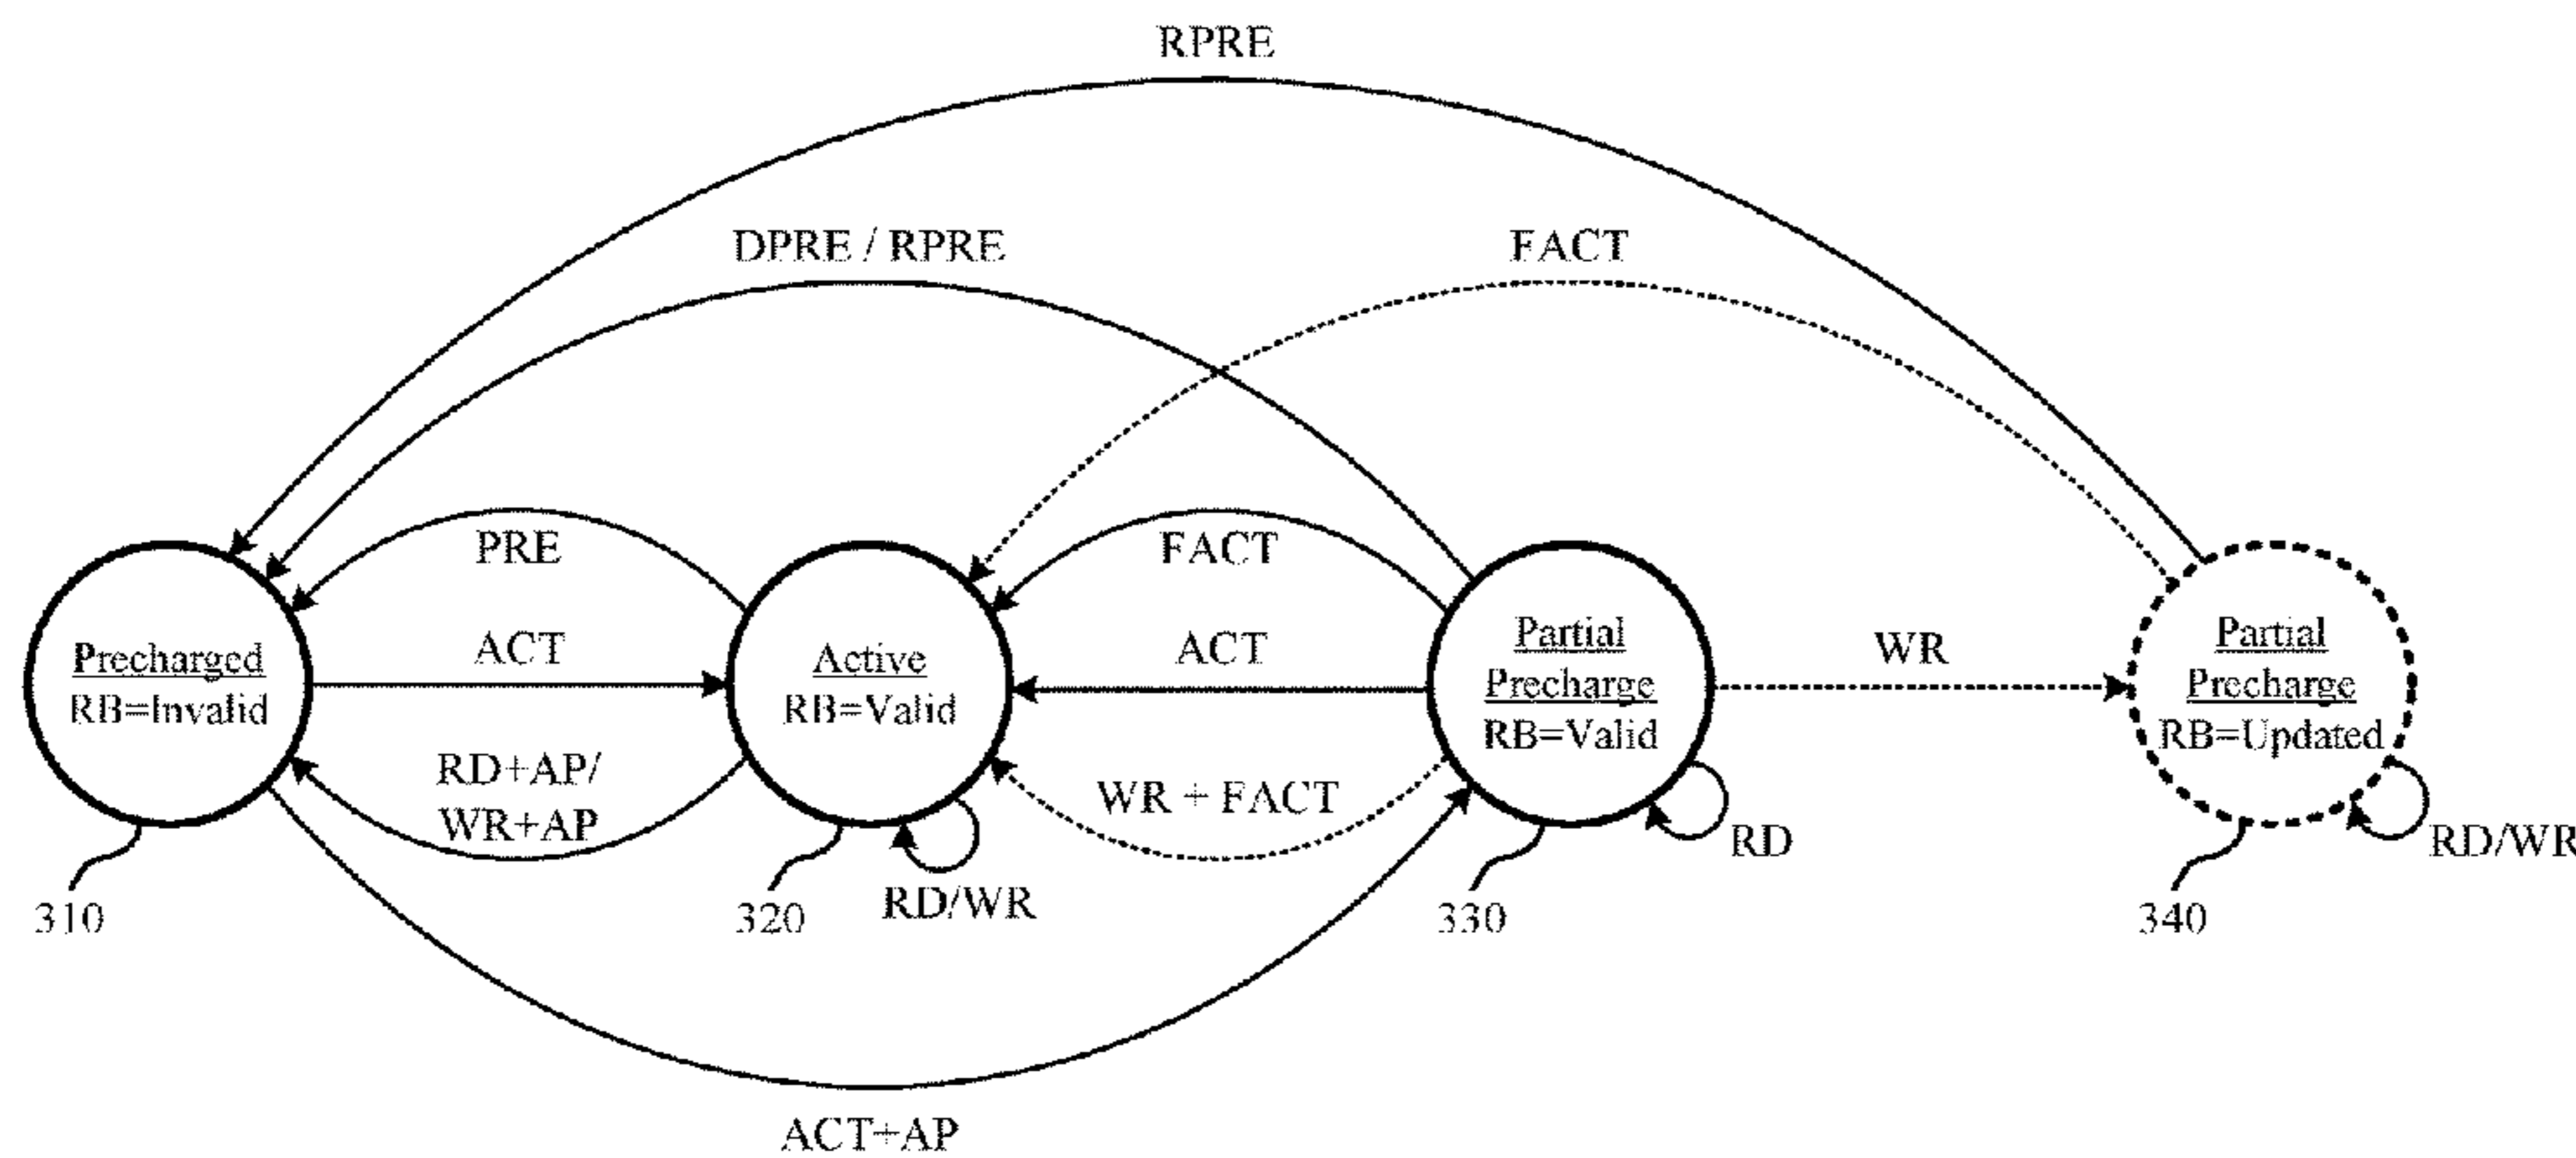 RPRE
DPRE / RPRE
FACT
PRE
FACT
ACT
ACT
WR
Precharged
RB=Invalid
Active
RB=Valid
Partial
Precharge
RB=Valid
Partial
Precharge
RB=Updated
RD+AP/
WR+AP
WR + FACT
RD
RD/WR
RD/WR
310
320
330
340
ACT+AP